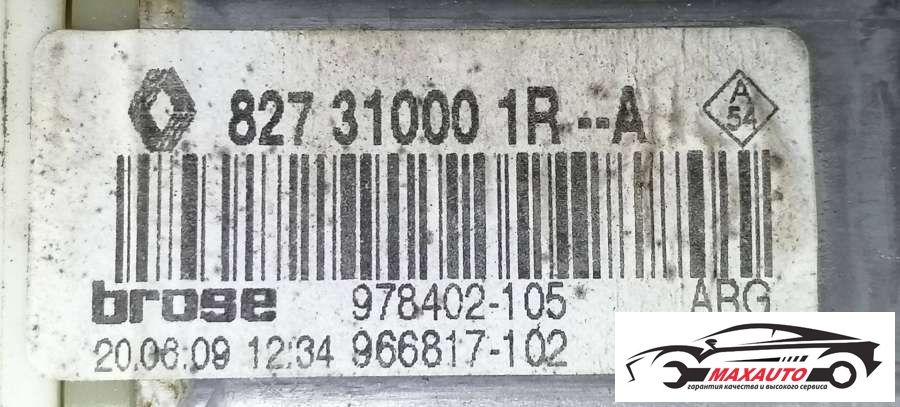 827 31000 1R--A
A
54
brose 978402-105 ABG
20.06.09 12:34 966817-102
MAXAUTO
гарантия качества и высокого сервиса